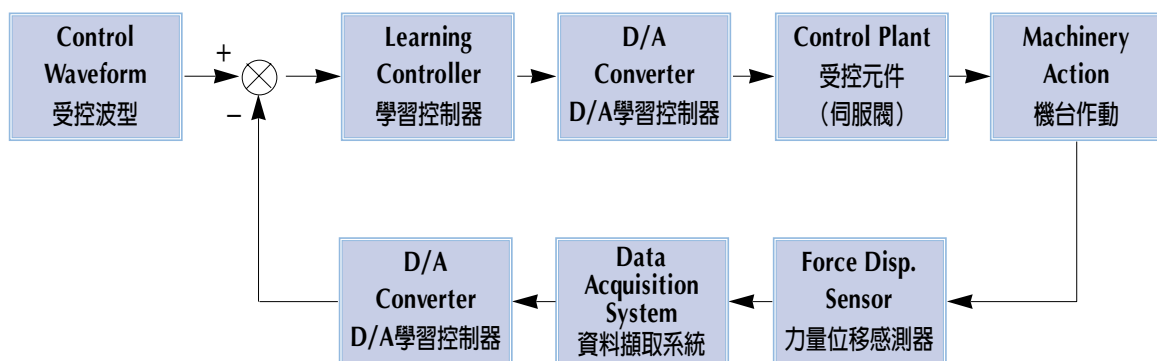 Control
Waveform
受控波型
+
−
Learning
Controller
學習控制器
D/A
Converter
D/A學習控制器
Control Plant
受控元件
(伺服閥)
Machinery
Action
機台作動
D/A
Converter
D/A學習控制器
Data
Acquisition
System
資料擷取系統
Force Disp.
Sensor
力量位移感測器